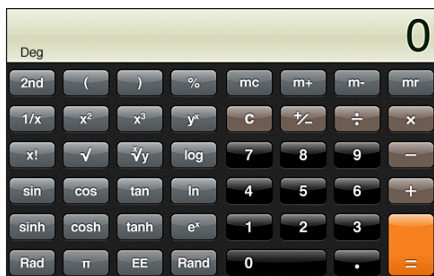 0
Deg
2nd ( ) % mc m+ m- mr
1/x x² x³ yˣ C +/− ÷ ×
x! √ ˣ√y log 7 8 9 −
sin cos tan ln 4 5 6 +
sinh cosh tanh eˣ 1 2 3
Rad π EE Rand 0 . =